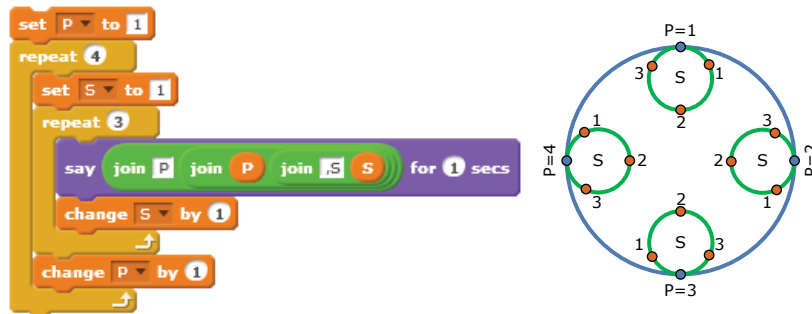 set P to 1
repeat 4
set S to 1
repeat 3
say join P join P join ,S S for 1 secs
change S by 1
change P by 1
P=1
3 S 1
2
1
S 2
3
P=4
3
2 S
1
P=2
2
1 S 3
P=3